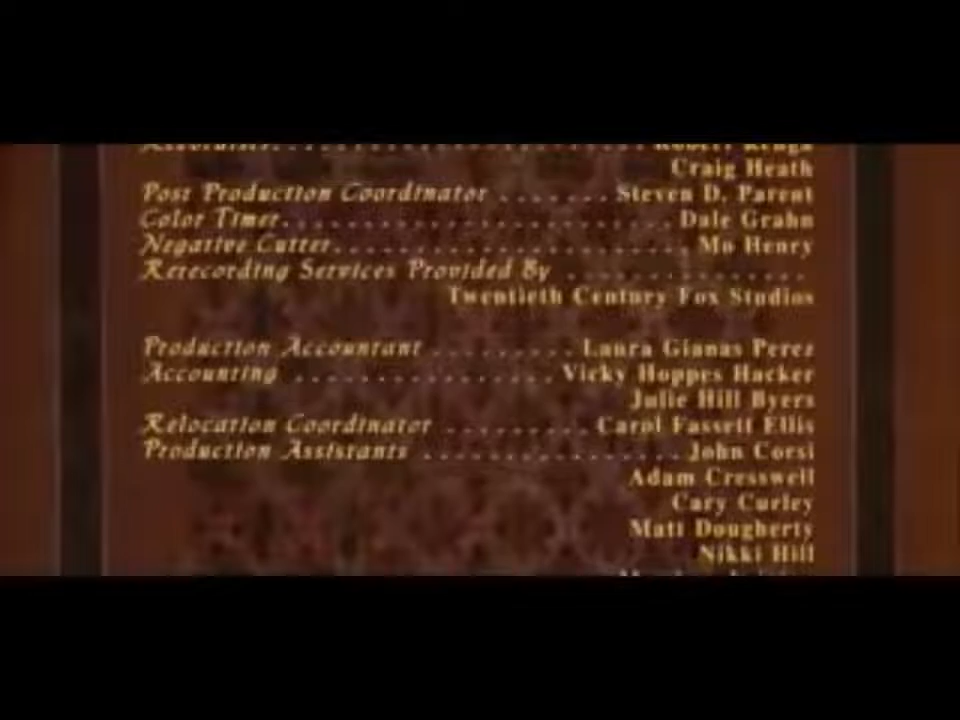 Craig Heath
Post Production Coordinator ....... Steven D. Parent
Color Timer.............................. Dale Grahn
Negative Cutter........................... Mo Henry
Rerecording Services Provided By ................
Twentieth Century Fox Studios
Production Accountant .......... Laura Gianas Perez
Accounting .................. Vicky Hoppes Hacker
Julie Hill Byers
Relocation Coordinator ......... Carol Fassett Ellis
Production Assistants .................. John Corsi
Adam Cresswell
Cary Curley
Matt Dougherty
Nikki Hill